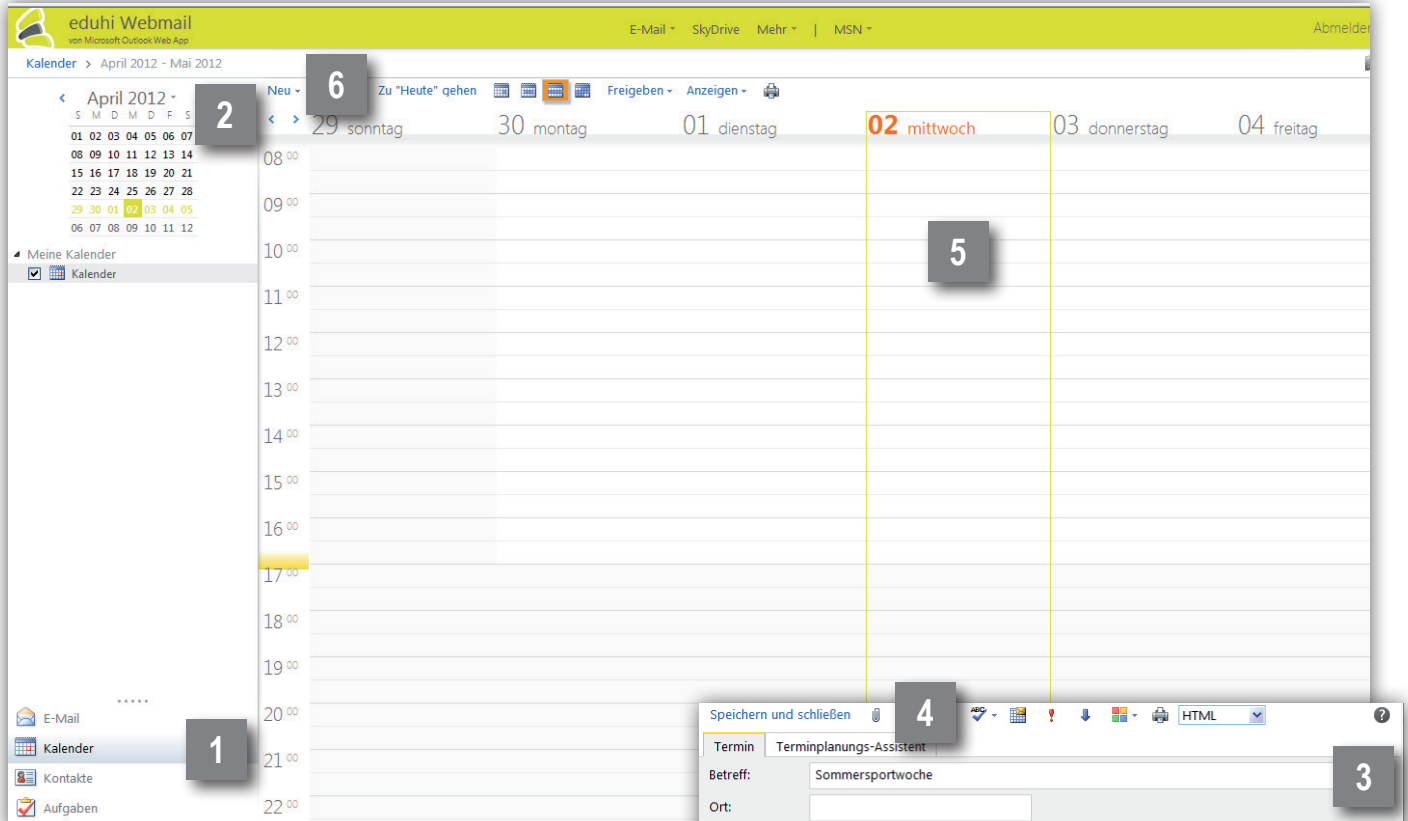 eduhi Webmail
von Microsoft Outlook Web App
E-Mail SkyDrive Mehr | MSN
Kalender > April 2012 - Mai 2012
April 2012
S M D M D F S
01 02 03 04 05 06 07
08 09 10 11 12 13 14
15 16 17 18 19 20 21
22 23 24 25 26 27 28
29 30 01 02 03 04 05
06 07 08 09 10 11 12
2
Meine Kalender
Kalender
Neu
6
Zu "Heute" gehen
Freigeben Anzeigen
29 sonntag 30 montag 01 dienstag 02 mittwoch 03 donnerstag 04 freitag
08 00
09 00
10 00
11 00
12 00
13 00
14 00
15 00
16 00
17 00
18 00
19 00
20 00
21 00
22 00
5
E-Mail
Kalender
Kontakte
Aufgaben
1
Speichern und schließen
4
ABC
HTML
?
Termin Terminplanungs-Assistent
Betreff: Sommersportwoche
Ort:
3